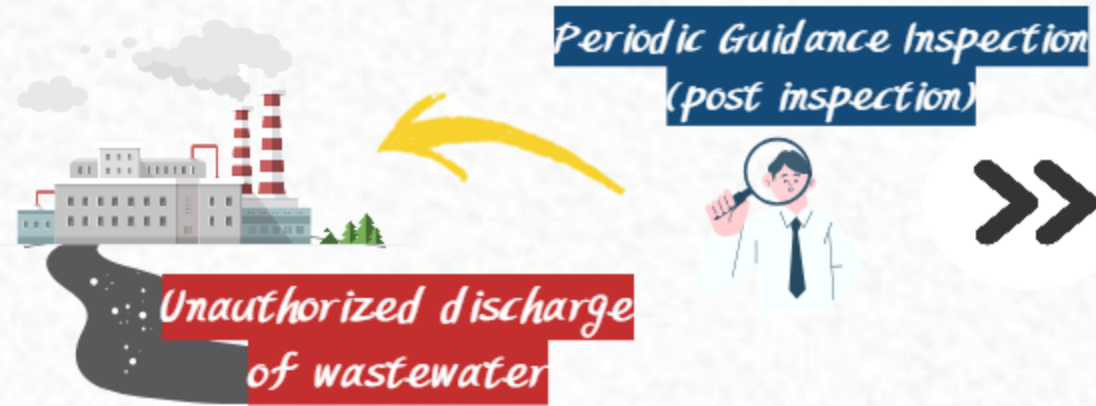 Periodic Guidance Inspection
(post inspection)
Unauthorized discharge
of wastewater